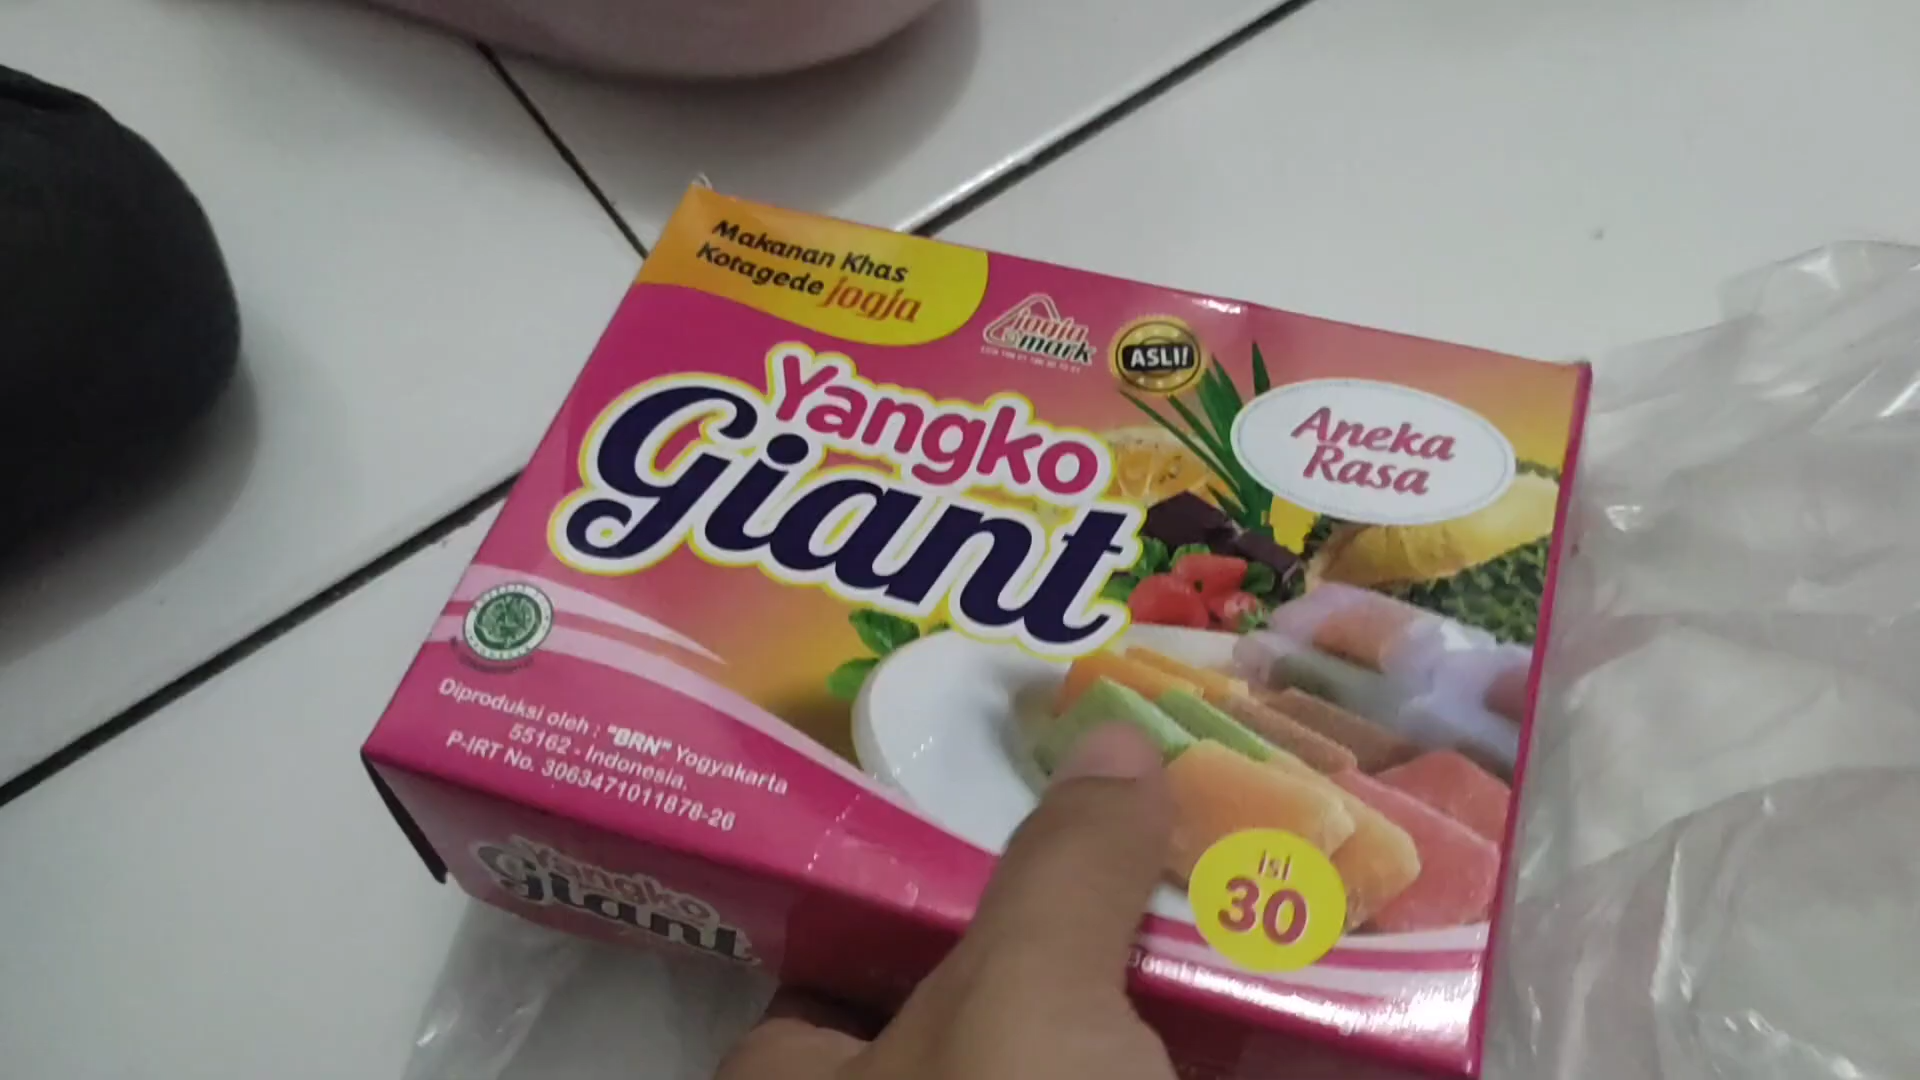 Makanan Khas
Kotagede jogja
jogja
mark
ASLI!
Aneka
Rasa
Yangko
Giant
Diproduksi oleh : "BRN" Yogyakarta
55162 - Indonesia.
P-IRT No. 3063471011878-26
isi
30
Yangko
Giant